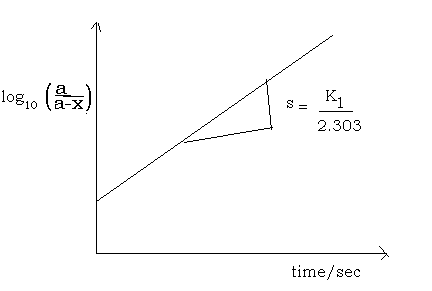 log₁₀ (a/a-x)
s = K₁/2.303
time/sec